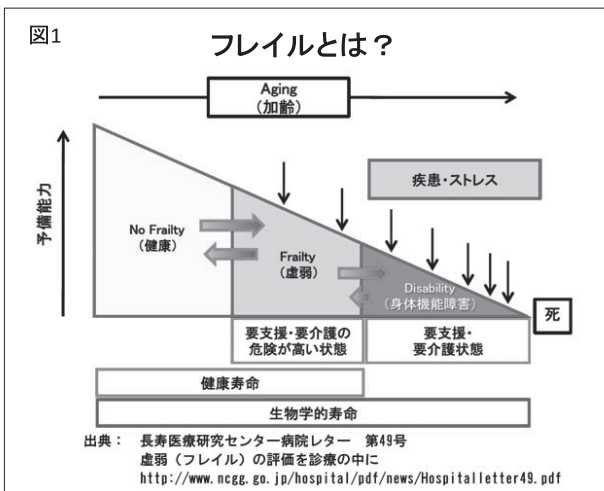 図1
フレイルとは？
Aging
（加齢）
予備能力
疾患・ストレス
No Frailty
（健康）
Frailty
（虚弱）
Disability
（身体機能障害）
死
要支援・要介護の
危険が高い状態
要支援・
要介護状態
健康寿命
生物学的寿命
出典： 長寿医療研究センター病院レター 第49号
虚弱（フレイル）の評価を診療の中に
http://www.ncgg.go.jp/hospital/pdf/news/Hospitalletter49.pdf